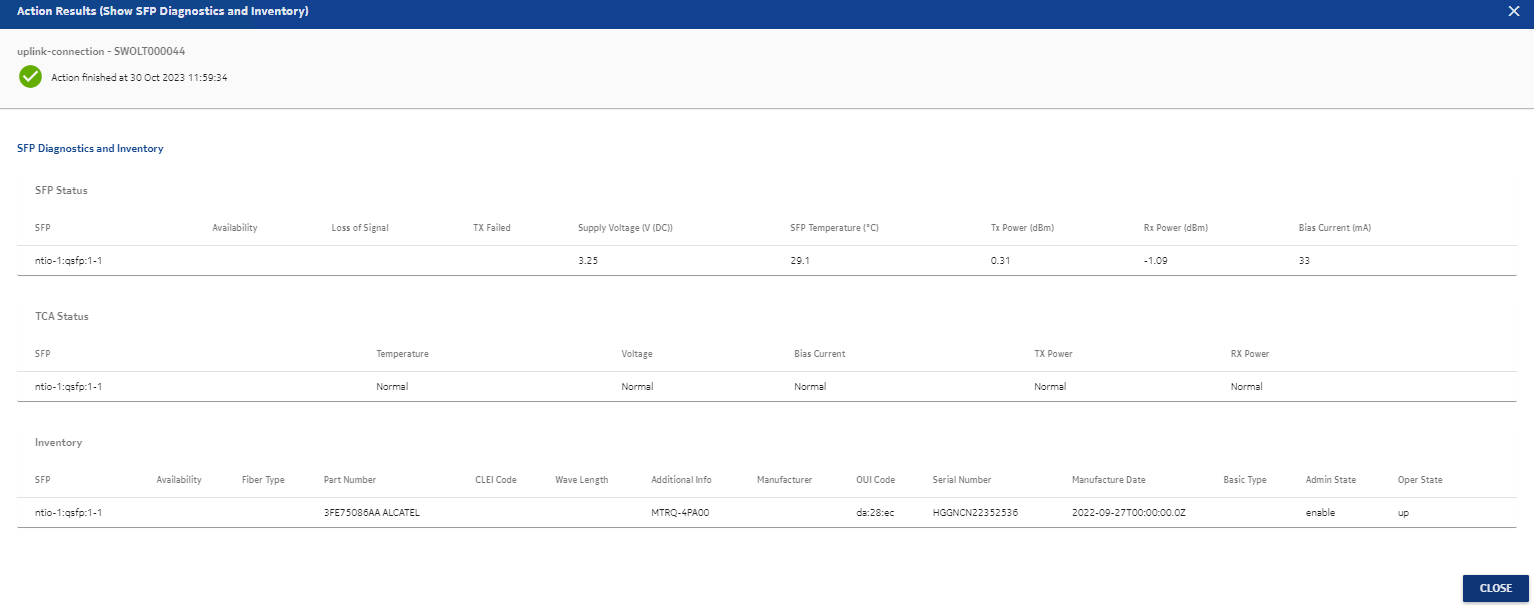 Action Results (Show SFP Diagnostics and Inventory)
uplink-connection - SWOLT000044
Action finished at 30 Oct 2023 11:59:34
SFP Diagnostics and Inventory
SFP Status
SFP Availability Loss of Signal TX Failed Supply Voltage (V (DC)) SFP Temperature (°C) Tx Power (dBm) Rx Power (dBm) Bias Current (mA)
ntio-1:qsfp:1-1 3.25 29.1 0.31 -1.09 33
TCA Status
SFP Temperature Voltage Bias Current TX Power RX Power
ntio-1:qsfp:1-1 Normal Normal Normal Normal Normal
Inventory
SFP Availability Fiber Type Part Number CLEI Code Wave Length Additional Info Manufacturer OUI Code Serial Number Manufacture Date Basic Type Admin State Oper State
ntio-1:qsfp:1-1 3FE75086AA ALCATEL MTRQ-4PA00 da:28:ec HGGNCN22352536 2022-09-27T00:00:00.0Z enable up
CLOSE